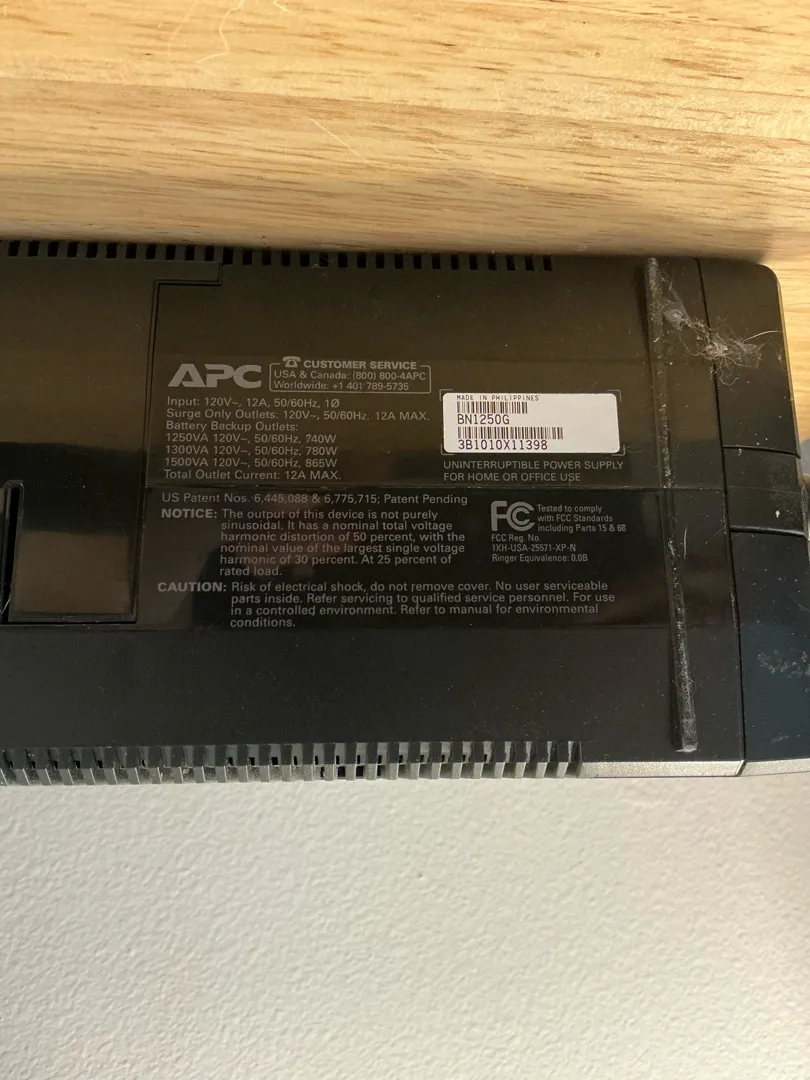 APC
CUSTOMER SERVICE
USA & Canada: (800) 800-4APC
Worldwide: +1 401 789-5735
Input: 120V~, 12A, 50/60Hz, 1Ø
Surge Only Outlets: 120V~, 50/60Hz, 12A MAX.
Battery Backup Outlets:
1250VA 120V~, 50/60Hz, 740W
1300VA 120V~, 50/60Hz, 780W
1500VA 120V~, 50/60Hz, 865W
Total Outlet Current: 12A MAX.
MADE IN PHILIPPINES
BN1250G
3B1010X11398
UNINTERRUPTIBLE POWER SUPPLY
FOR HOME OR OFFICE USE
US Patent Nos. 6,445,088 & 6,775,715; Patent Pending
NOTICE: The output of this device is not purely
sinusoidal. It has a nominal total voltage
harmonic distortion of 50 percent, with the
nominal value of the largest single voltage
harmonic of 30 percent. At 25 percent of
rated load.
FC
Tested to comply
with FCC Standards
including Parts 15 & 68
FCC Reg. No.
1XH-USA-25571-XP-N
Ringer Equivalence: 0.0B
CAUTION: Risk of electrical shock, do not remove cover. No user serviceable
parts inside. Refer servicing to qualified service personnel. For use
in a controlled environment. Refer to manual for environmental
conditions.